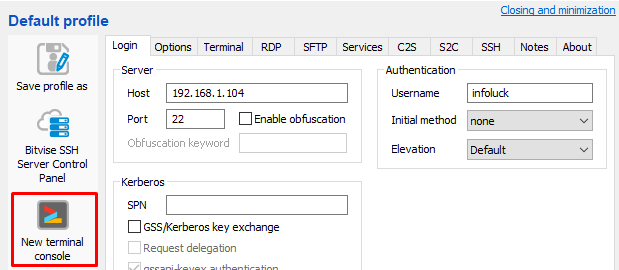 Closing and minimization
Default profile
Save profile as
Bitvise SSH
Server Control
Panel
New terminal
console
Login Options Terminal RDP SFTP Services C2S S2C SSH Notes About
Server
Host 192.168.1.104
Port 22 Enable obfuscation
Obfuscation keyword
Authentication
Username infoluck
Initial method none
Elevation Default
Kerberos
SPN
GSS/Kerberos key exchange
Request delegation
gssapi-keyex authentication